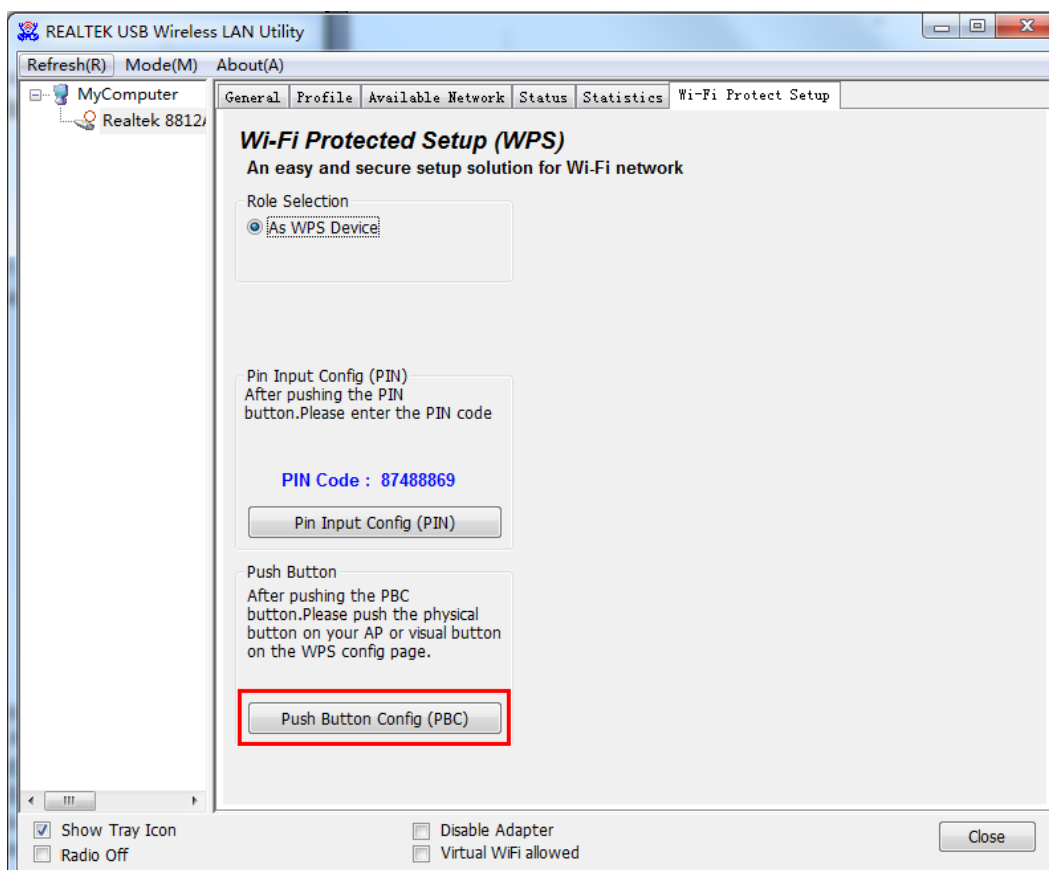 REALTEK USB Wireless LAN Utility
Refresh(R) Mode(M) About(A)
MyComputer
Realtek 8812A
General Profile Available Network Status Statistics Wi-Fi Protect Setup
Wi-Fi Protected Setup (WPS)
An easy and secure setup solution for Wi-Fi network
Role Selection
As WPS Device
Pin Input Config (PIN)
After pushing the PIN
button.Please enter the PIN code
PIN Code : 87488869
Pin Input Config (PIN)
Push Button
After pushing the PBC
button.Please push the physical
button on your AP or visual button
on the WPS config page.
Push Button Config (PBC)
Show Tray Icon
Radio Off
Disable Adapter
Virtual WiFi allowed
Close